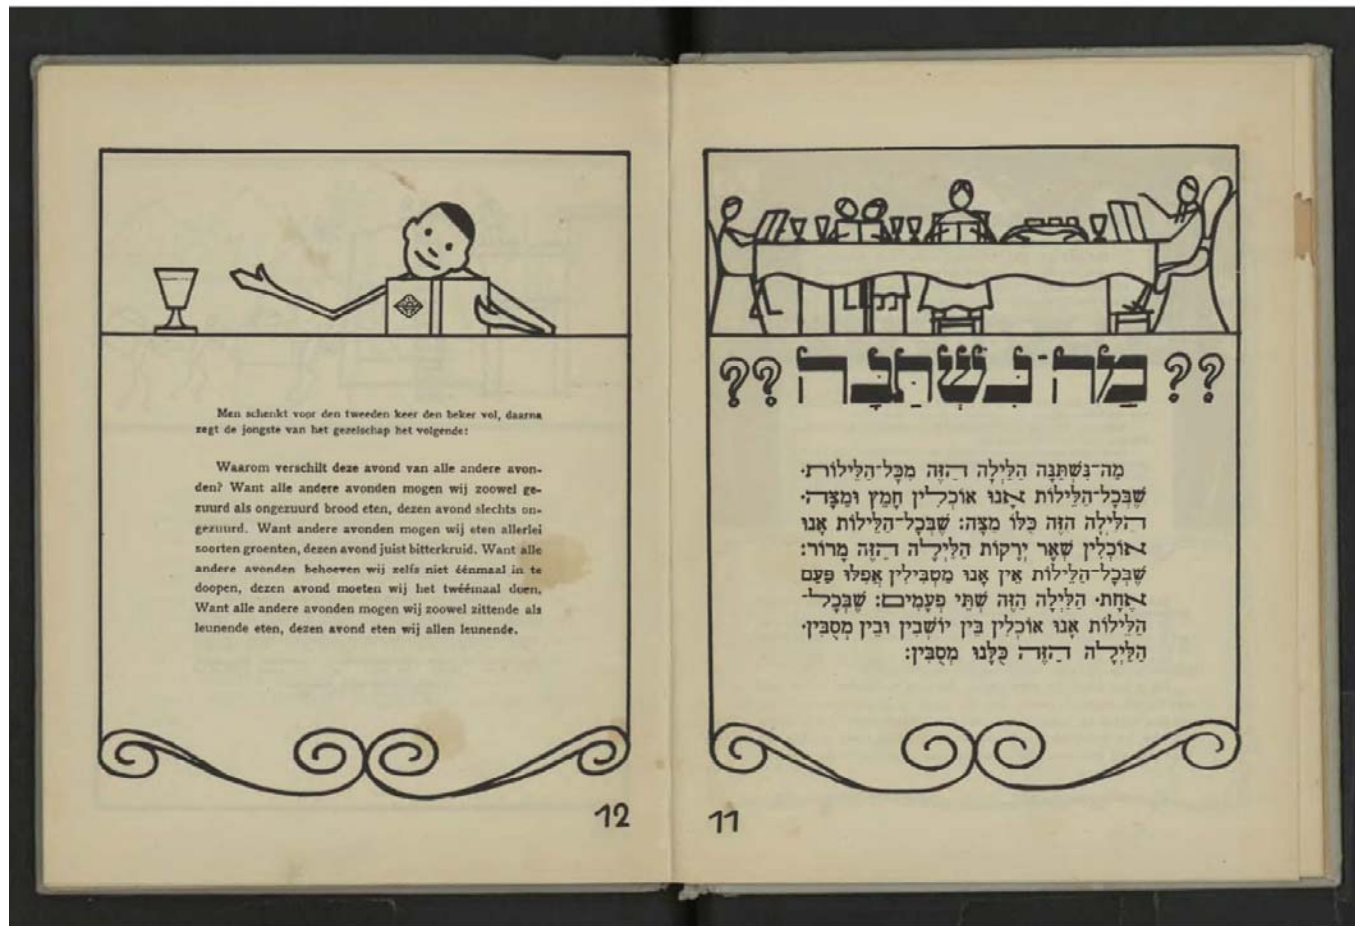 ?? מַה־נִּשְׁתַּנָּה ??
מַה־נִּשְׁתַּנָּה הַלַּיְלָה הַזֶּה מִכָּל־הַלֵּילוֹת·
שֶׁבְּכָל־הַלֵּילוֹת אָנוּ אוֹכְלִין חָמֵץ וּמַצָּה·
הַלַּיְלָה הַזֶּה כֻּלּוֹ מַצָּה: שֶׁבְּכָל־הַלֵּילוֹת אָנוּ
אוֹכְלִין שְׁאָר יְרָקוֹת הַלַּיְלָה הַזֶּה מָרוֹר:
שֶׁבְּכָל־הַלֵּילוֹת אֵין אָנוּ מַטְבִּילִין אֲפִלּוּ פַּעַם
אֶחָת· הַלַּיְלָה הַזֶּה שְׁתֵּי פְעָמִים: שֶׁבְּכָל־
הַלֵּילוֹת אָנוּ אוֹכְלִין בֵּין יוֹשְׁבִין וּבֵין מְסֻבִּין·
הַלַּיְלָה הַזֶּה כֻּלָּנוּ מְסֻבִּין:
11
Men schenkt voor den tweeden keer den beker vol, daarna
zegt de jongste van het gezelschap het volgende:
Waarom verschilt deze avond van alle andere avon-
den? Want alle andere avonden mogen wij zoowel ge-
zuurd als ongezuurd brood eten, dezen avond slechts on-
gezuurd. Want andere avonden mogen wij eten allerlei
soorten groenten, dezen avond juist bitterkruid. Want alle
andere avonden behoeven wij zelfs niet éénmaal in te
doopen, dezen avond moeten wij het twéémaal doen.
Want alle andere avonden mogen wij zoowel zittende als
leunende eten, dezen avond eten wij allen leunende.
12